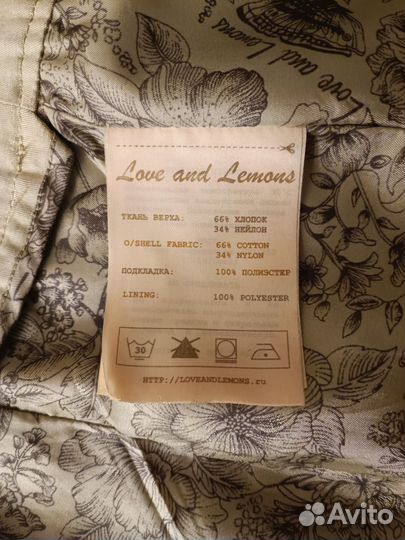 Love and Lemons
Love and Lemons
ТКАНЬ ВЕРХА: 66% ХЛОПОК
34% НЕЙЛОН
O/SHELL FABRIC: 66% COTTON
34% NYLON
ПОДКЛАДКА: 100% ПОЛИЭСТЕР
LINING: 100% POLYESTER
30
HTTP://LOVEANDLEMONS.ru
Avito